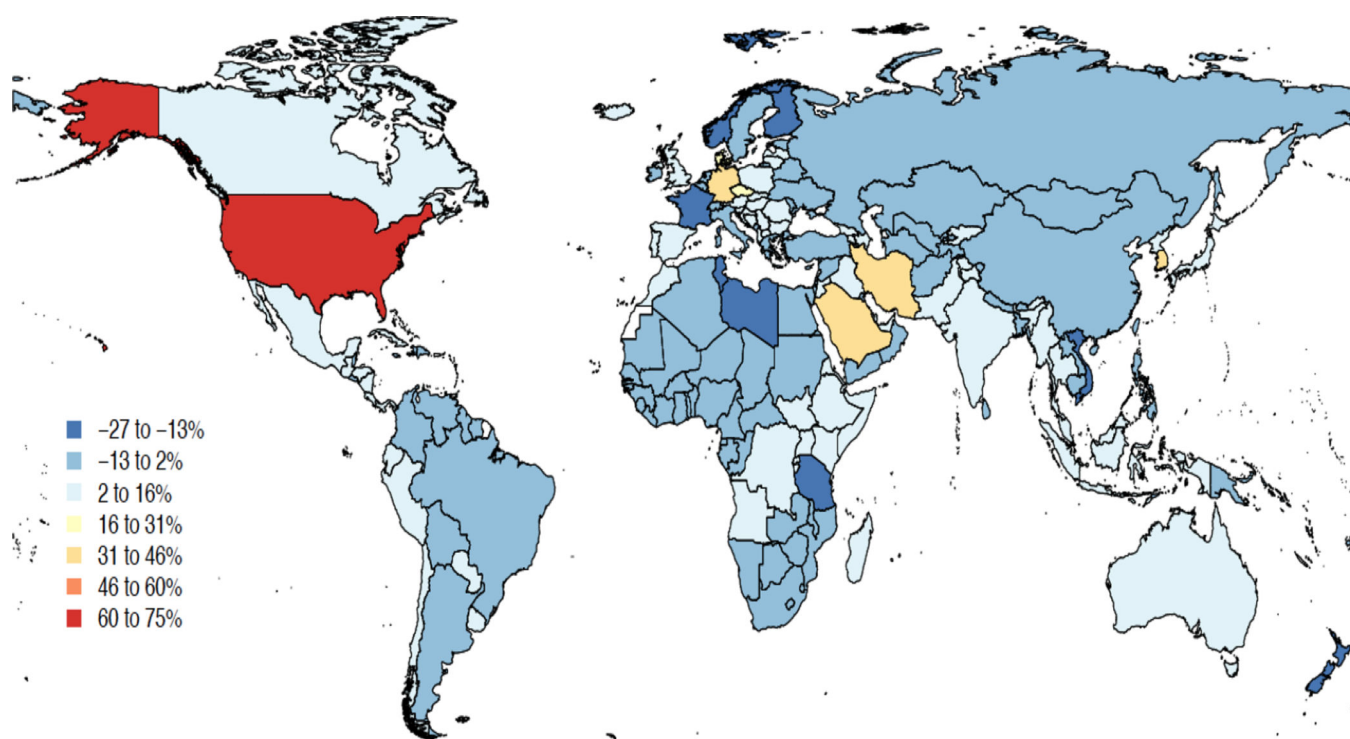 −27 to −13%
−13 to 2%
2 to 16%
16 to 31%
31 to 46%
46 to 60%
60 to 75%